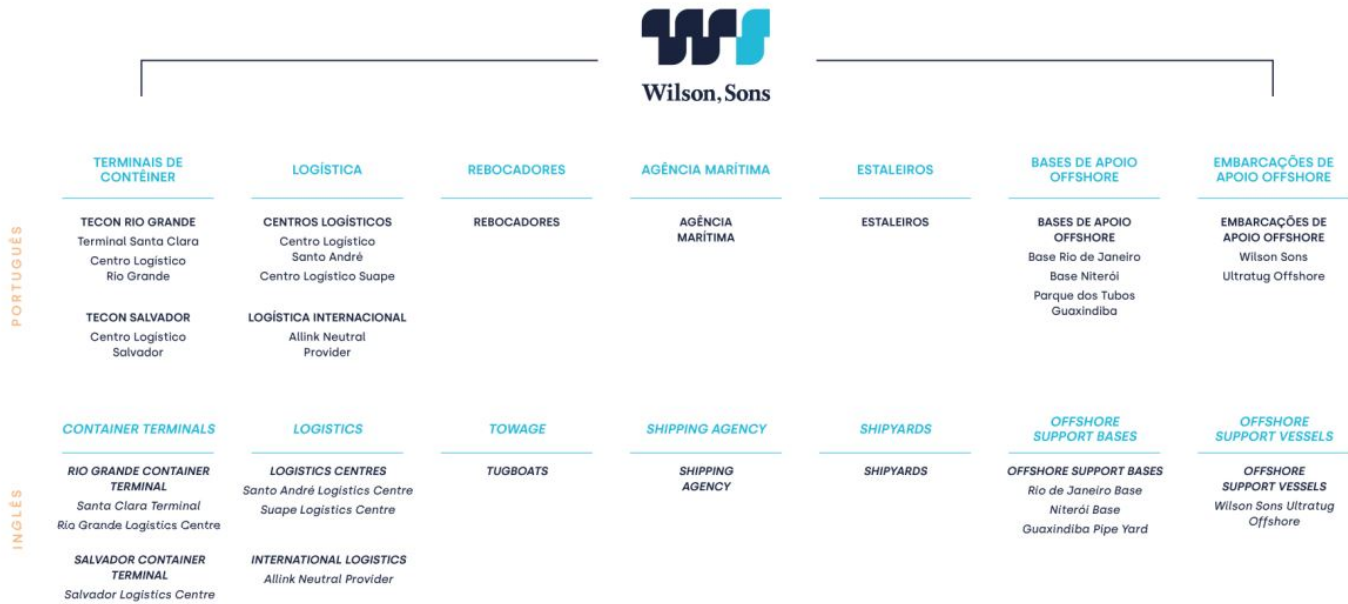 Wilson, Sons
PORTUGUÊS
TERMINAIS DE
CONTÊINER
TECON RIO GRANDE
Terminal Santa Clara
Centro Logístico
Rio Grande
TECON SALVADOR
Centro Logístico
Salvador
LOGÍSTICA
CENTROS LOGÍSTICOS
Centro Logístico
Santo André
Centro Logístico Suape
LOGÍSTICA INTERNACIONAL
Allink Neutral
Provider
REBOCADORES
REBOCADORES
AGÊNCIA MARÍTIMA
AGÊNCIA
MARÍTIMA
ESTALEIROS
ESTALEIROS
BASES DE APOIO
OFFSHORE
BASES DE APOIO
OFFSHORE
Base Rio de Janeiro
Base Niterói
Parque dos Tubos
Guaxindiba
EMBARCAÇÕES DE
APOIO OFFSHORE
EMBARCAÇÕES DE
APOIO OFFSHORE
Wilson Sons
Ultratug Offshore
INGLÊS
CONTAINER TERMINALS
RIO GRANDE CONTAINER
TERMINAL
Santa Clara Terminal
Rio Grande Logistics Centre
SALVADOR CONTAINER
TERMINAL
Salvador Logistics Centre
LOGISTICS
LOGISTICS CENTRES
Santo André Logistics Centre
Suape Logistics Centre
INTERNATIONAL LOGISTICS
Allink Neutral Provider
TOWAGE
TUGBOATS
SHIPPING AGENCY
SHIPPING
AGENCY
SHIPYARDS
SHIPYARDS
OFFSHORE
SUPPORT BASES
OFFSHORE SUPPORT BASES
Rio de Janeiro Base
Niterói Base
Guaxindiba Pipe Yard
OFFSHORE
SUPPORT VESSELS
OFFSHORE
SUPPORT VESSELS
Wilson Sons Ultratug
Offshore